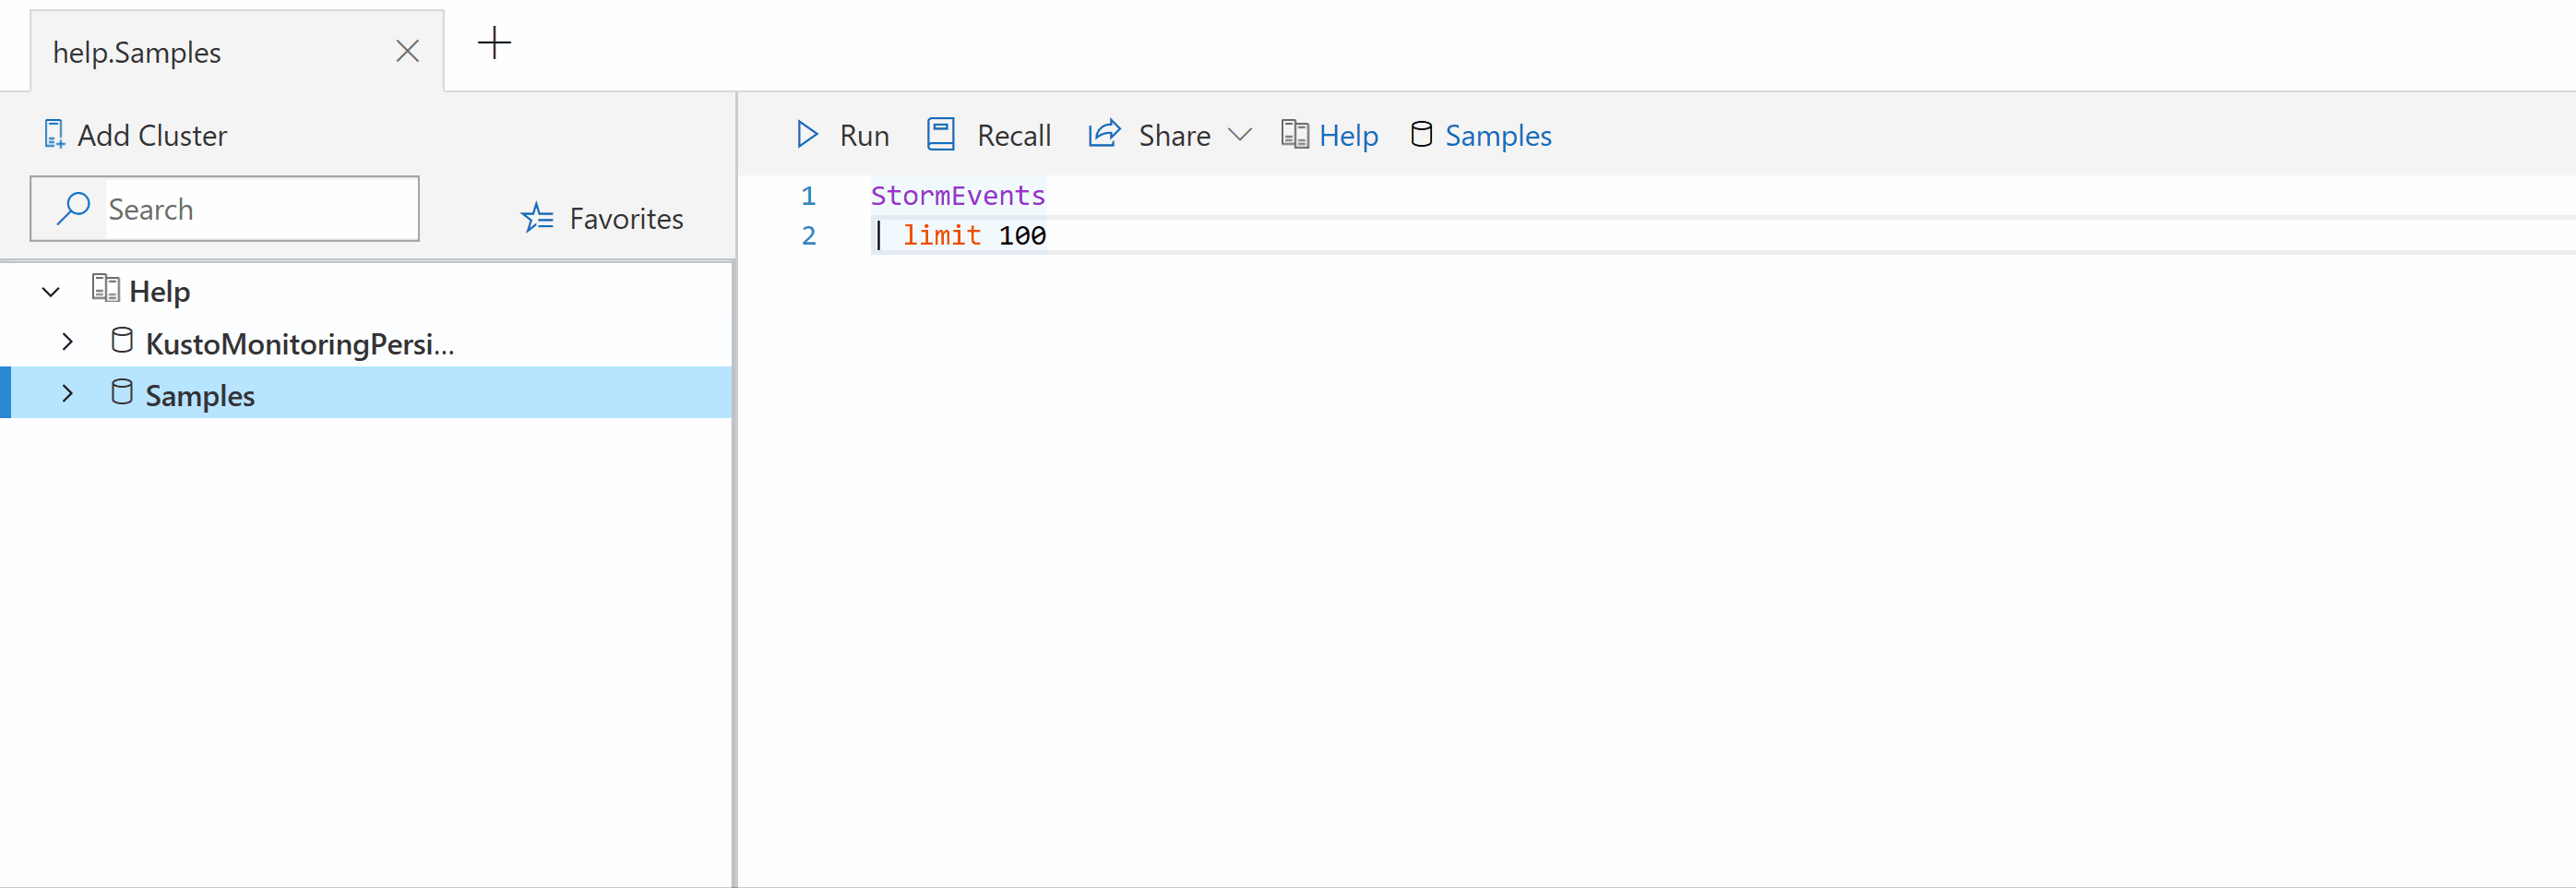 help.Samples
Add Cluster
Search
Favorites
Help
KustoMonitoringPersi...
Samples
Run Recall Share Help Samples
1 StormEvents
2 | limit 100